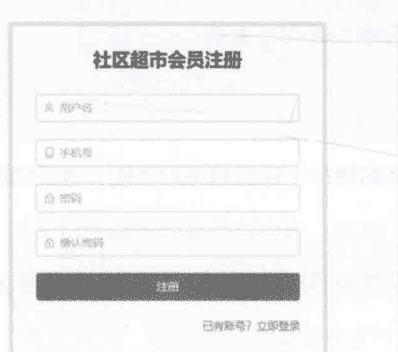 社区超市会员注册
用户名
手机号
密码
确认密码
注册
已有账号？立即登录